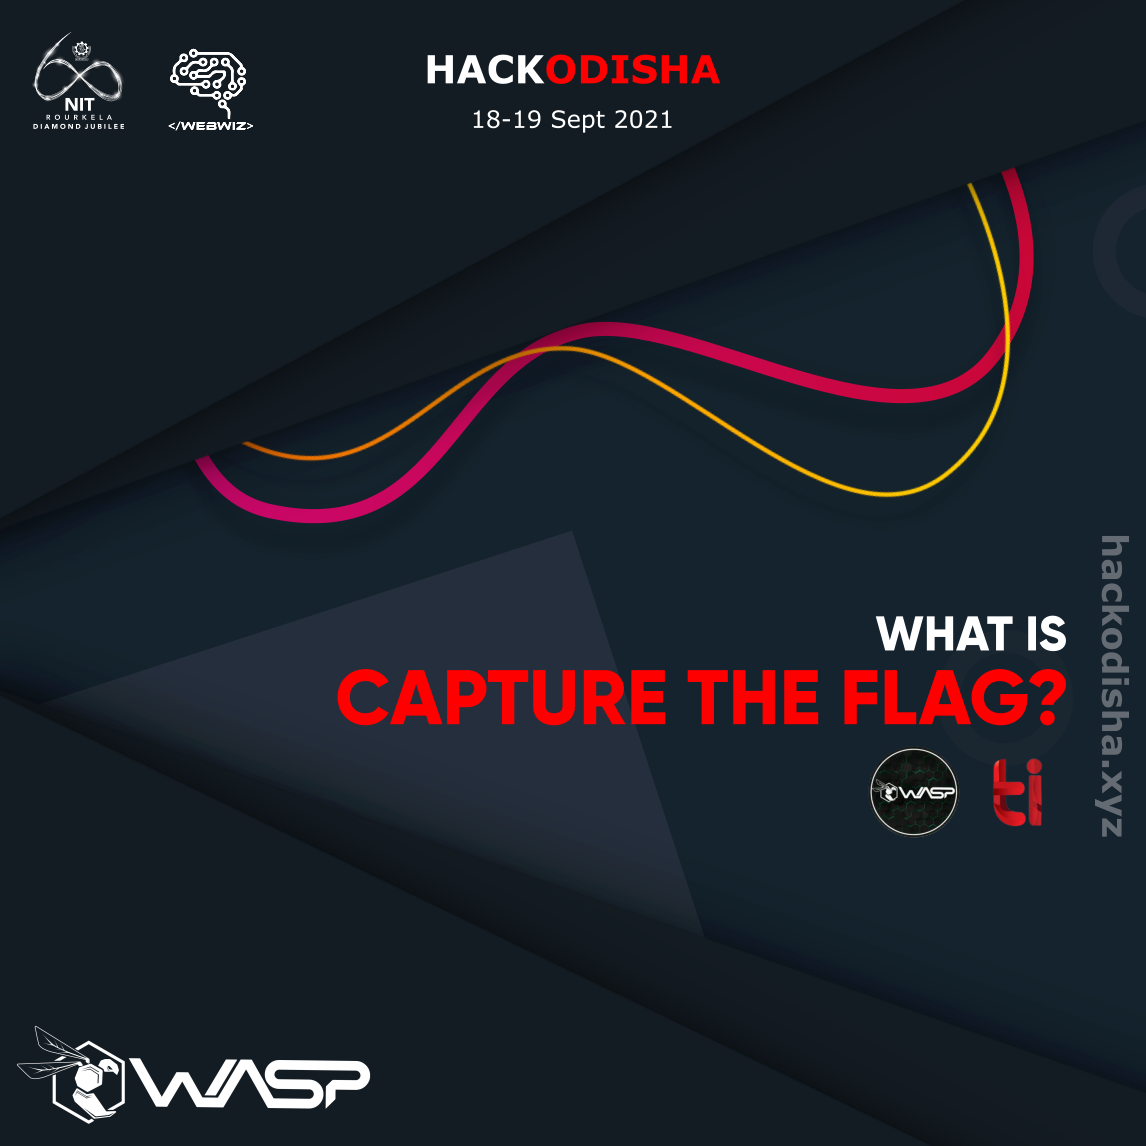 60
NIT
ROURKELA
DIAMOND JUBILEE
</WEBWIZ>
HACKODISHA
18-19 Sept 2021
WHAT IS
CAPTURE THE FLAG?
WASP
ti
hackodisha.xyz
WASP